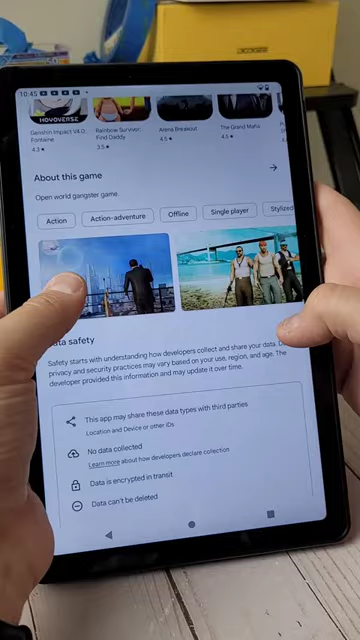 10:45
HOYOVERSE
Genshin Impact V4.0:
Fontaine
4.3★
Rainbow Survivor:
Find Daddy
3.5★
Arena Breakout
4.5★
The Grand Mafia
4.5★
About this game
Open world gangster game.
Action
Action-adventure
Offline
Single player
Stylized
Data safety
Safety starts with understanding how developers collect and share your data.
privacy and security practices may vary based on your use, region, and age. The
developer provided this information and may update it over time.
This app may share these data types with third parties
Location and Device or other IDs
No data collected
Learn more about how developers declare collection
Data is encrypted in transit
Data can't be deleted